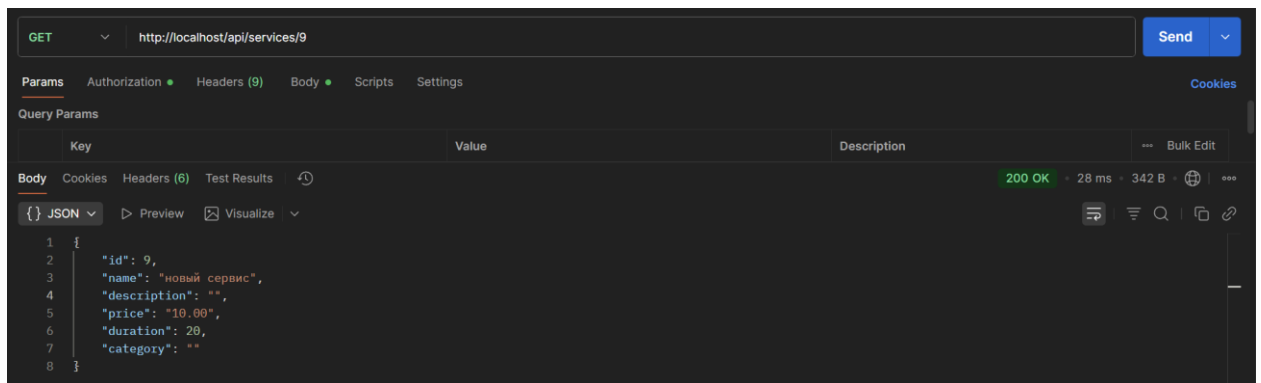 GET http://localhost/api/services/9 Send
Params Authorization Headers (9) Body Scripts Settings Cookies
Query Params
Key Value Description Bulk Edit
Body Cookies Headers (6) Test Results 200 OK 28 ms 342 B
{} JSON Preview Visualize
1 {
2 "id": 9,
3 "name": "новый сервис",
4 "description": "",
5 "price": "10.00",
6 "duration": 20,
7 "category": ""
8 }